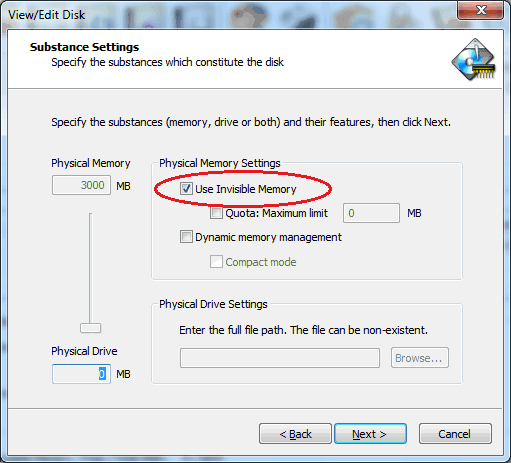 View/Edit Disk
Substance Settings
Specify the substances which constitute the disk
Specify the substances (memory, drive or both) and their features, then click Next.
Physical Memory
3000 MB
Physical Memory Settings
Use Invisible Memory
Quota: Maximum limit 0 MB
Dynamic memory management
Compact mode
Physical Drive Settings
Enter the full file path. The file can be non-existent.
Browse...
Physical Drive
0 MB
< Back
Next >
Cancel